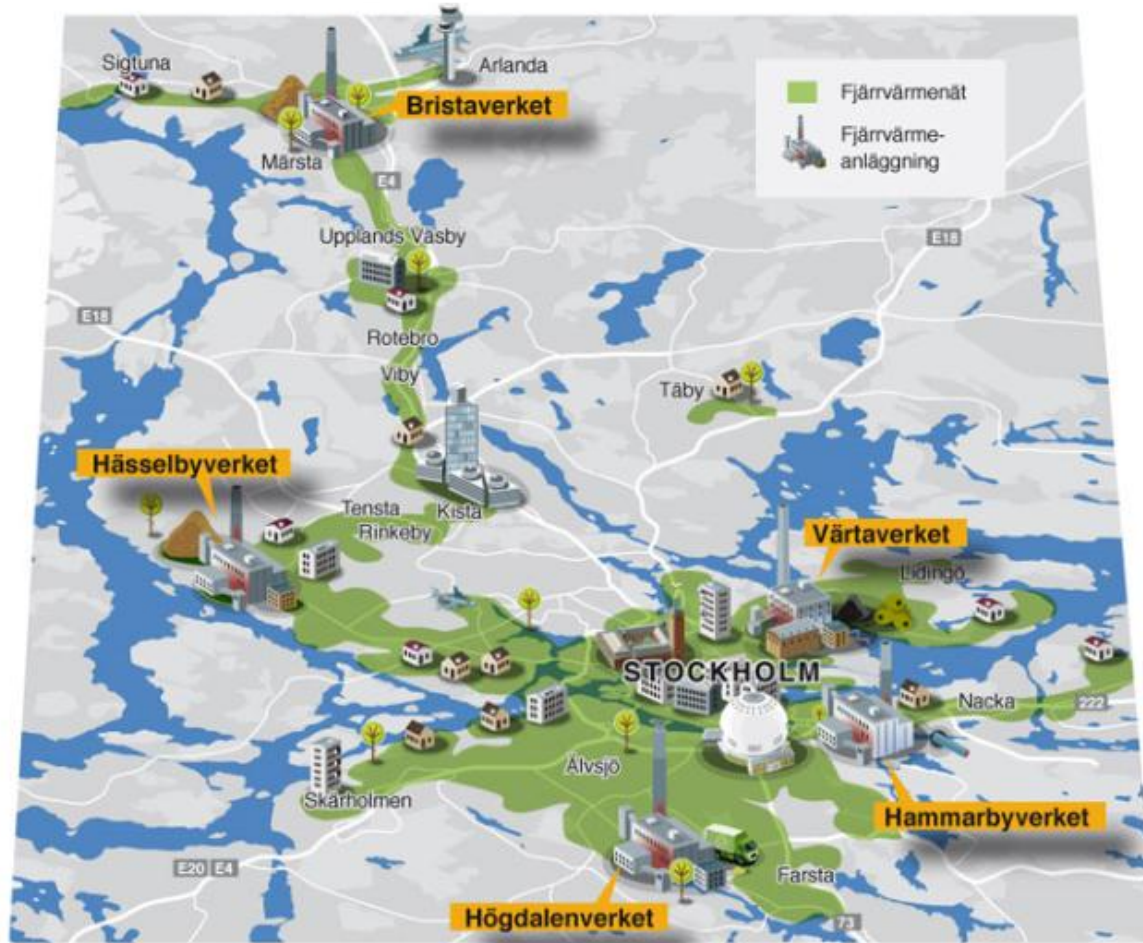 Sigtuna
Arlanda
Bristaverket
Märsta
E4
Fjärrvärmenät
Fjärrvärme-
anläggning
Upplands Väsby
E18
E18
Rotebro
Viby
Täby
Hässelbyverket
Tensta
Rinkeby
Kista
Värtaverket
Lidingö
STOCKHOLM
Nacka
222
Älvsjö
Skärholmen
Hammarbyverket
E20 E4
Farsta
Högdalenverket
73